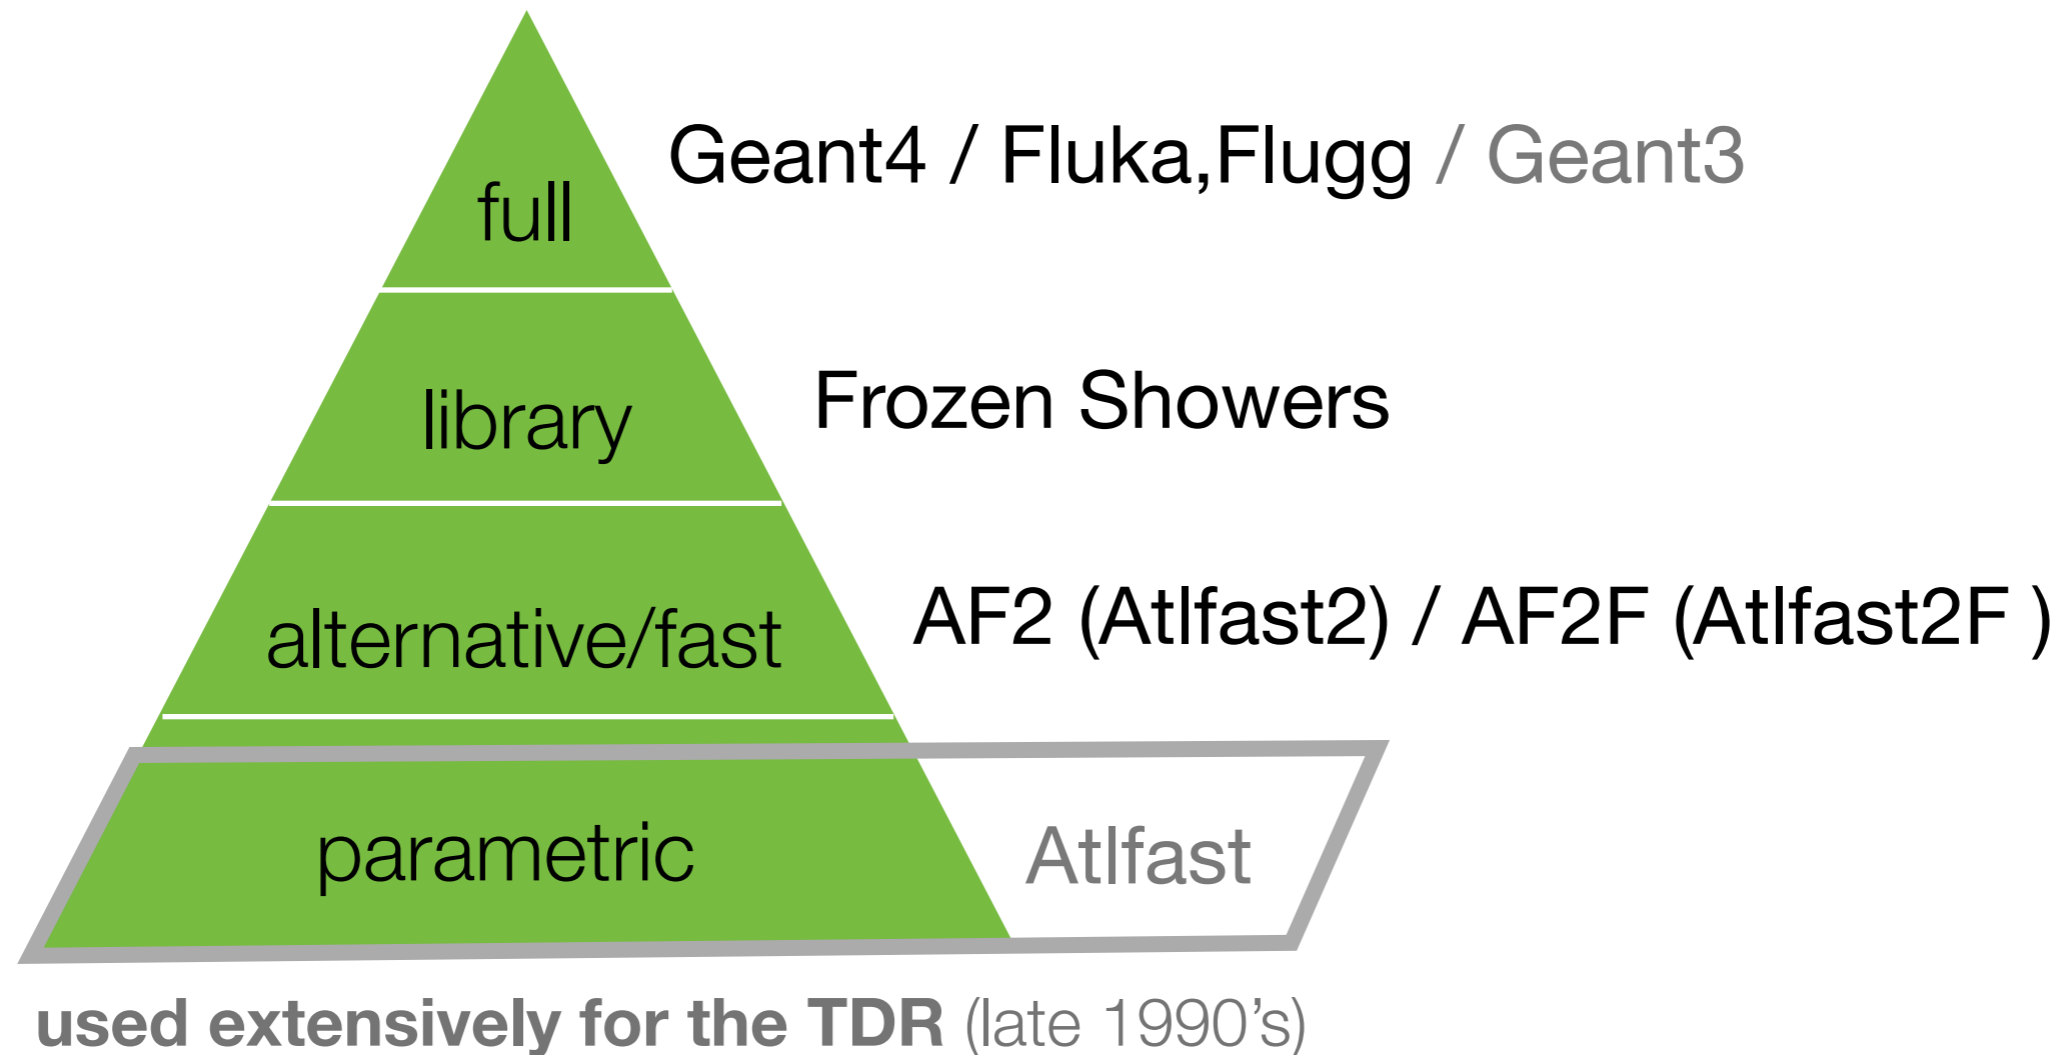 Geant4 / Fluka,Flugg / Geant3
full
Frozen Showers
library
AF2 (Atlfast2) / AF2F (Atlfast2F )
alternative/fast
parametric
Atlfast
used extensively for the TDR (late 1990’s)